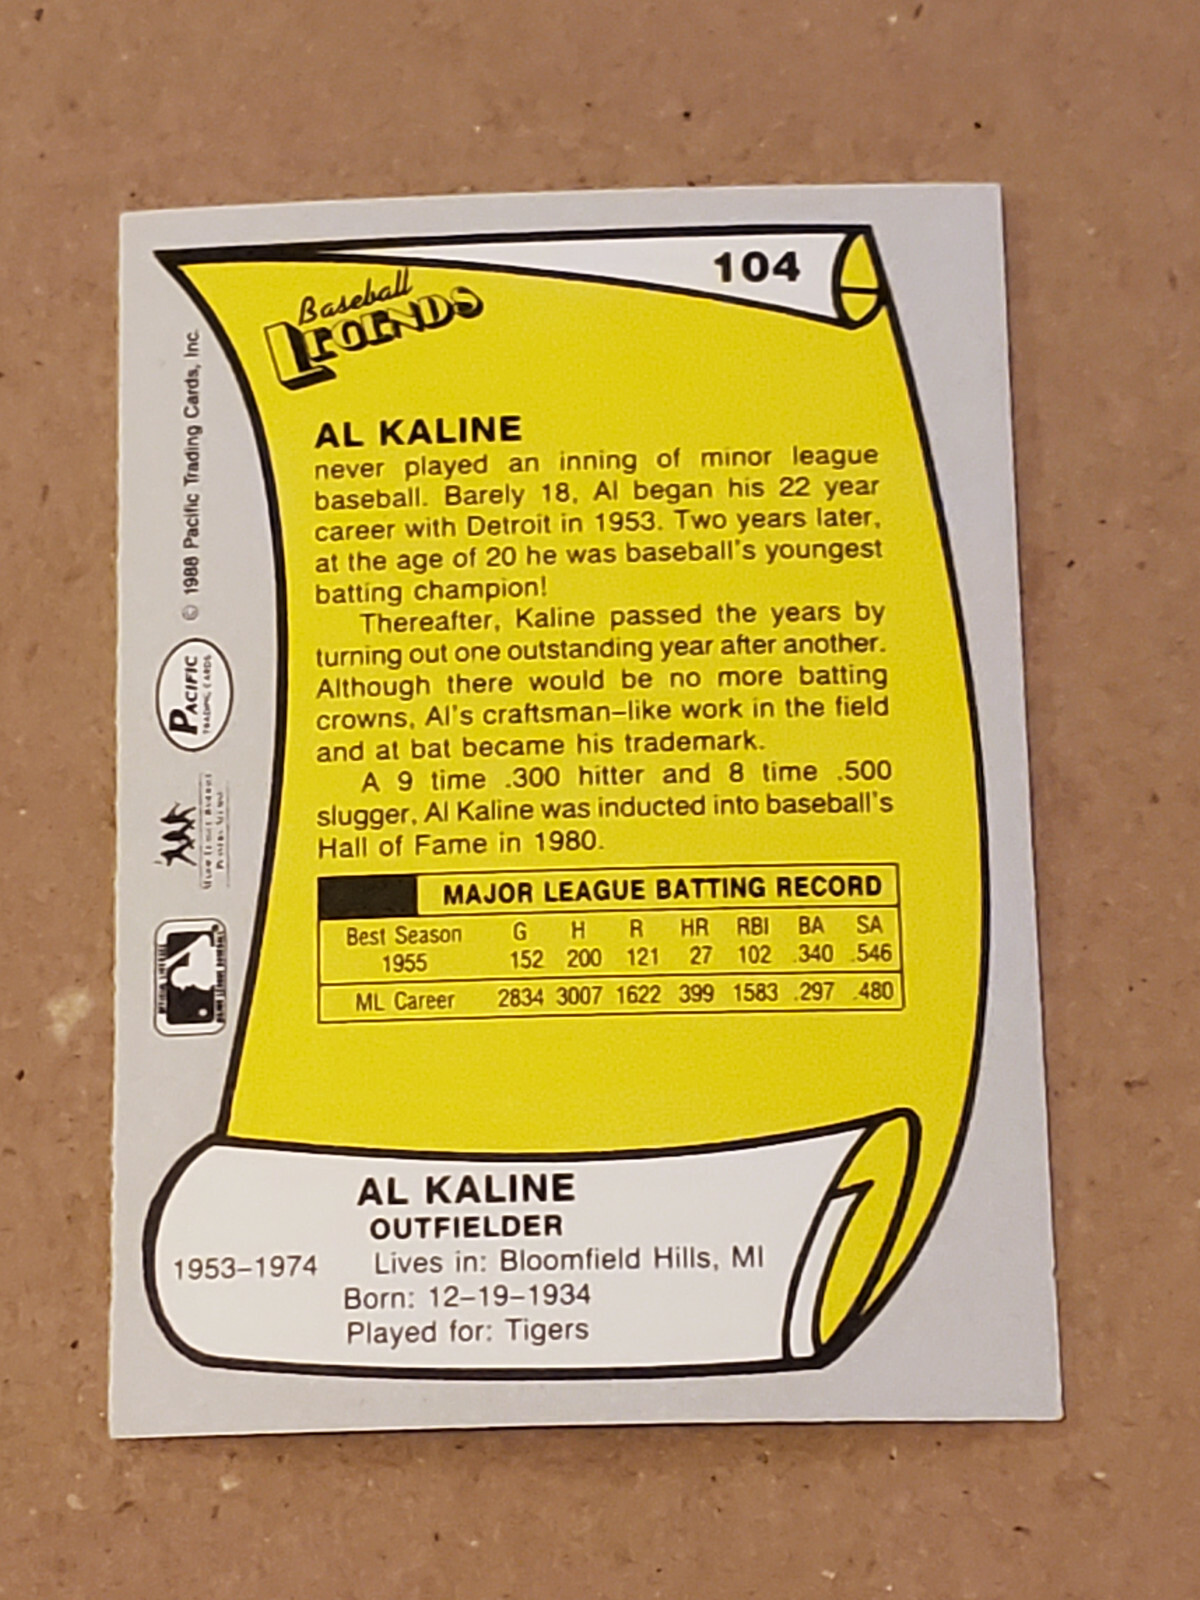 104
Baseball
LEGENDS
AL KALINE
never played an inning of minor league
baseball. Barely 18, Al began his 22 year
career with Detroit in 1953. Two years later,
at the age of 20 he was baseball's youngest
batting champion!
Thereafter, Kaline passed the years by
turning out one outstanding year after another.
Although there would be no more batting
crowns, Al's craftsman–like work in the field
and at bat became his trademark.
A 9 time .300 hitter and 8 time .500
slugger, Al Kaline was inducted into baseball's
Hall of Fame in 1980.
MAJOR LEAGUE BATTING RECORD
Best Season G H R HR RBI BA SA
1955 152 200 121 27 102 .340 .546
ML Career 2834 3007 1622 399 1583 .297 .480
AL KALINE
OUTFIELDER
1953–1974 Lives in: Bloomfield Hills, MI
Born: 12–19–1934
Played for: Tigers
© 1988 Pacific Trading Cards, Inc.
PACIFIC
TRADING CARDS